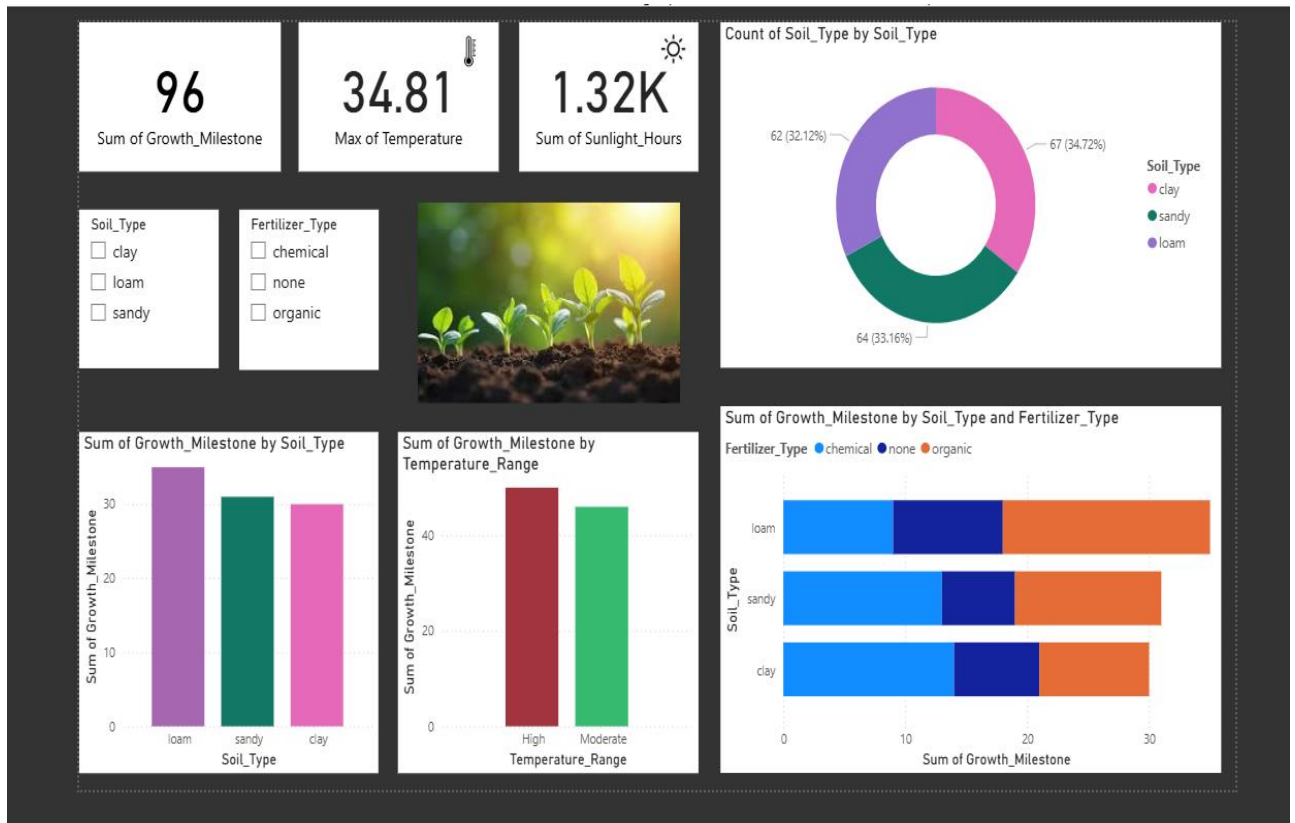 96
Sum of Growth_Milestone
34.81
Max of Temperature
1.32K
Sum of Sunlight_Hours
Count of Soil_Type by Soil_Type
62 (32.12%)
67 (34.72%)
64 (33.16%)
Soil_Type
clay
sandy
loam
Soil_Type
clay
loam
sandy
Fertilizer_Type
chemical
none
organic
Sum of Growth_Milestone by Soil_Type
Sum of Growth_Milestone
30
20
10
0
loam sandy clay
Soil_Type
Sum of Growth_Milestone by
Temperature_Range
Sum of Growth_Milestone
40
20
0
High Moderate
Temperature_Range
Sum of Growth_Milestone by Soil_Type and Fertilizer_Type
Fertilizer_Type chemical none organic
Soil_Type
loam
sandy
clay
0 10 20 30
Sum of Growth_Milestone